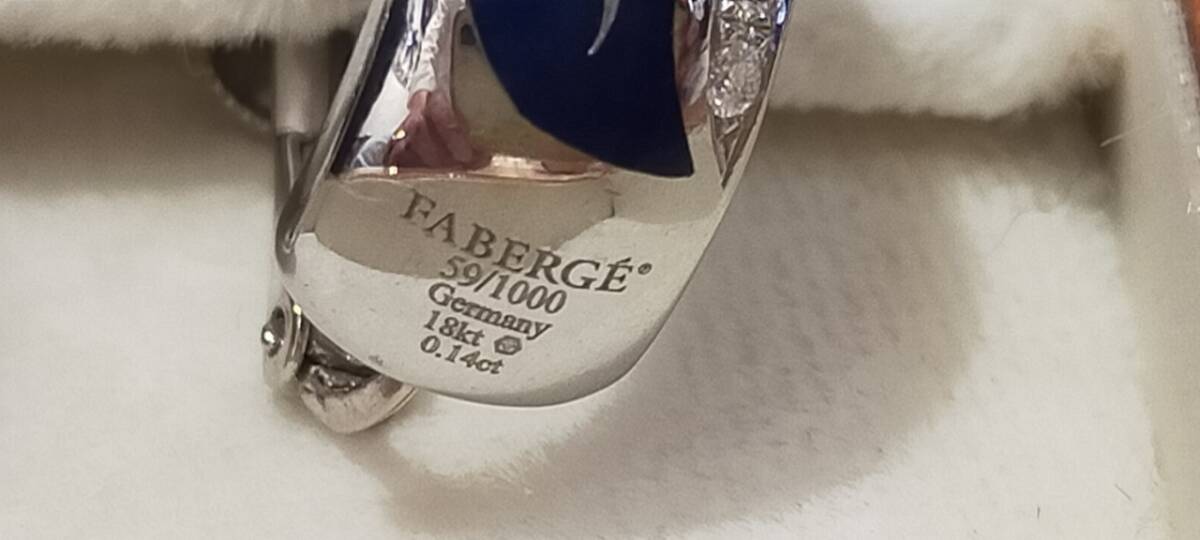 FABERGÉ®
59/1000
Germany
18kt
0.14ct